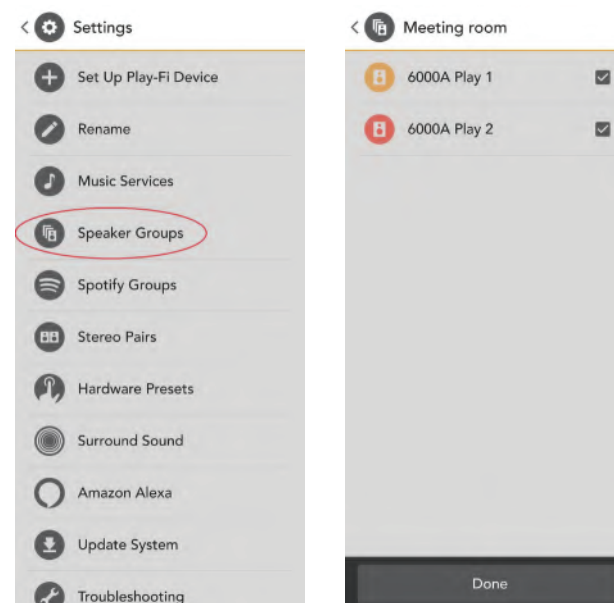 Settings
Set Up Play-Fi Device
Rename
Music Services
Speaker Groups
Spotify Groups
Stereo Pairs
Hardware Presets
Surround Sound
Amazon Alexa
Update System
Troubleshooting
Meeting room
6000A Play 1
6000A Play 2
Done